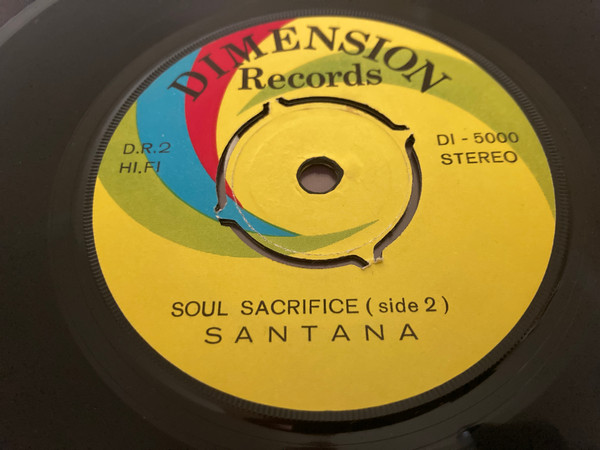 DIMENSION
Records
D.R.2
HI.FI
DI - 5000
STEREO
SOUL SACRIFICE ( side 2 )
SANTANA